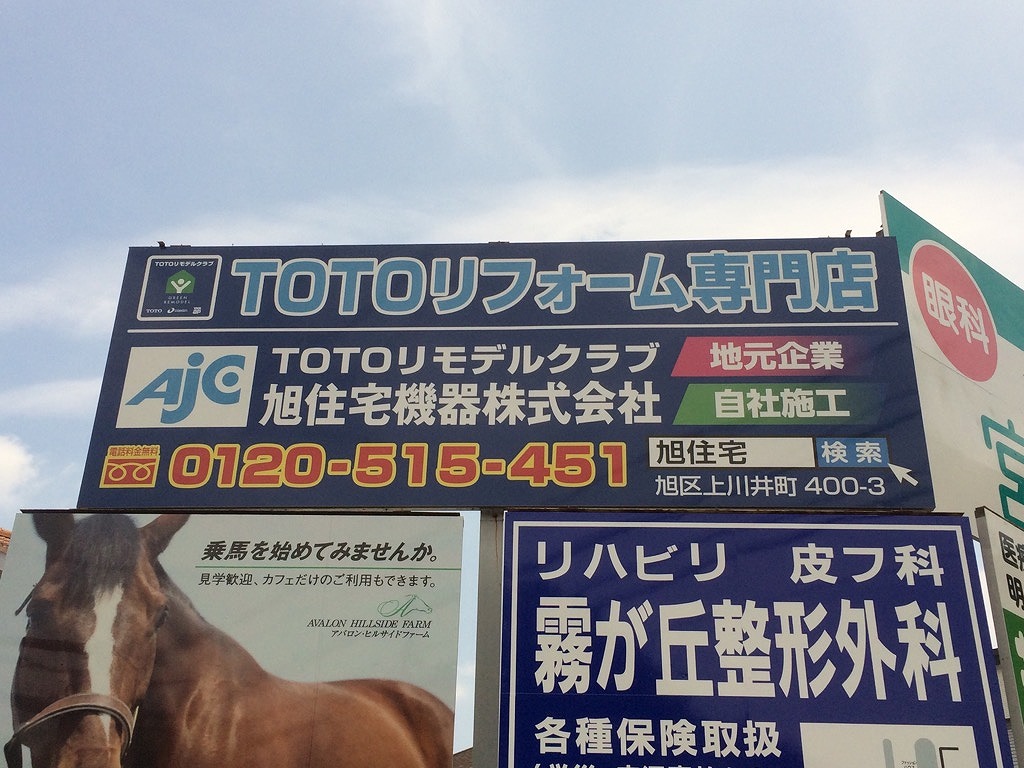 TOTOリモデルクラブ
GREEN
REMODEL
TOTO
TOTOリフォーム専門店
AJC
TOTOリモデルクラブ
地元企業
旭住宅機器株式会社
自社施工
電話料金無料
0120-515-451
旭住宅 検索
旭区上川井町 400-3
眼科
乗馬を始めてみませんか。
見学歓迎、カフェだけのご利用もできます。
AVALON HILLSIDE FARM
アバロン・ヒルサイドファーム
リハビリ 皮フ科
霧が丘整形外科
各種保険取扱
医療
明